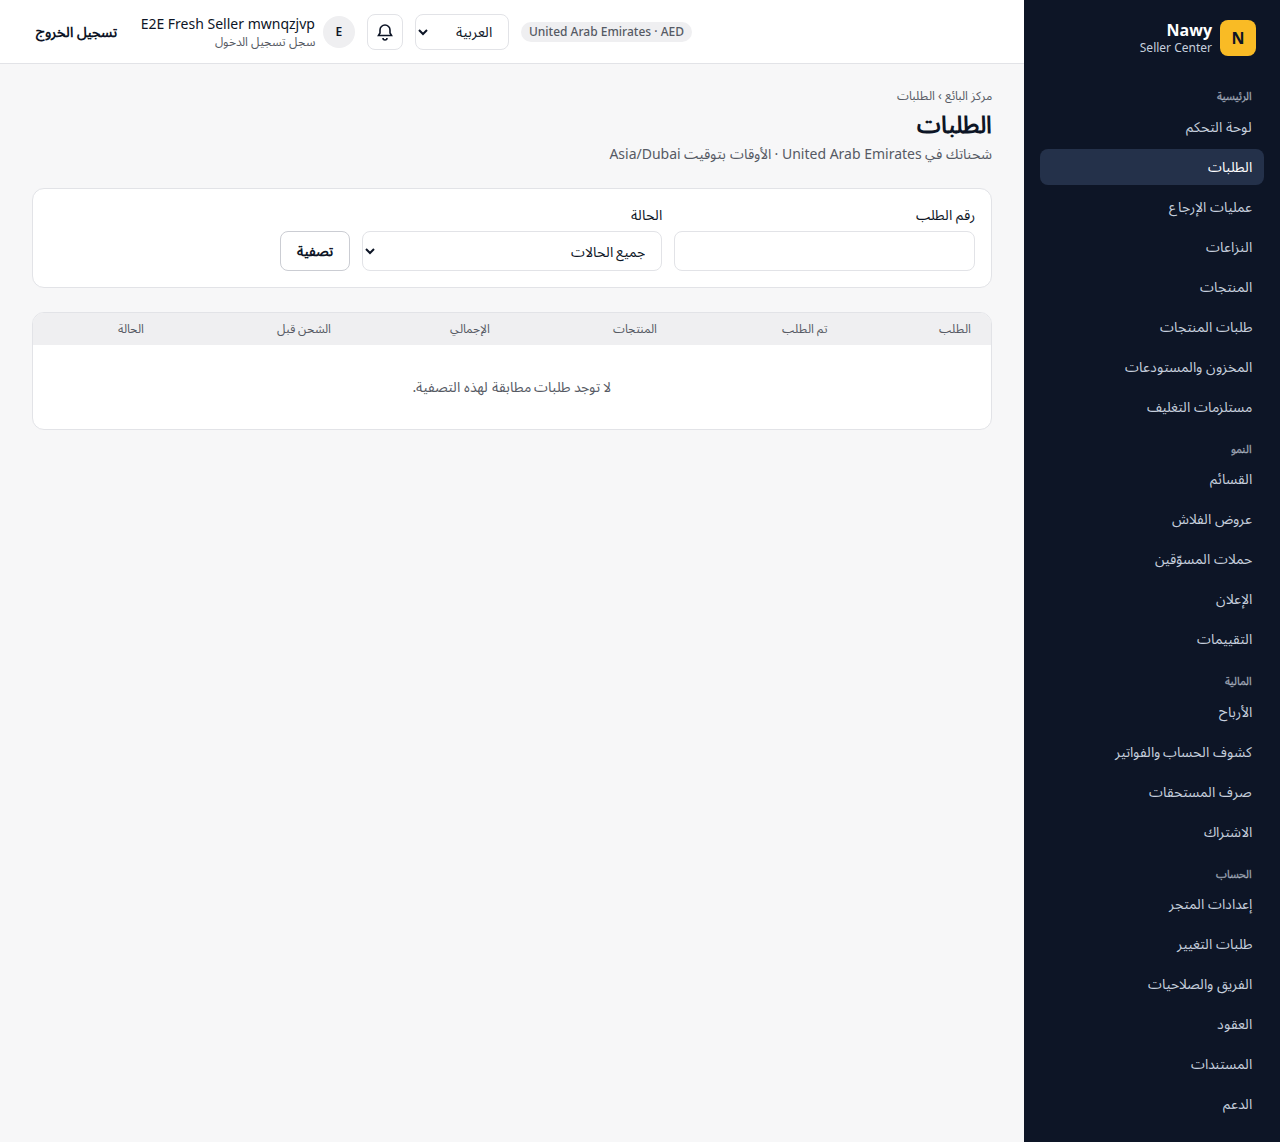 N
Nawy
Seller Center
الرئيسية
لوحة التحكم
الطلبات
عمليات الإرجاع
النزاعات
المنتجات
طلبات المنتجات
المخزون والمستودعات
مستلزمات التغليف
النمو
القسائم
عروض الفلاش
حملات المسوّقين
الإعلان
التقييمات
المالية
الأرباح
كشوف الحساب والفواتير
صرف المستحقات
الاشتراك
الحساب
إعدادات المتجر
طلبات التغيير
الفريق والصلاحيات
العقود
المستندات
الدعم
United Arab Emirates · AED
العربية
E
E2E Fresh Seller mwnqzjvp
سجل تسجيل الدخول
تسجيل الخروج
مركز البائع › الطلبات
الطلبات
شحناتك في United Arab Emirates · الأوقات بتوقيت Asia/Dubai
رقم الطلب
الحالة
جميع الحالات
تصفية
الطلب تم الطلب المنتجات الإجمالي الشحن قبل الحالة
لا توجد طلبات مطابقة لهذه التصفية.